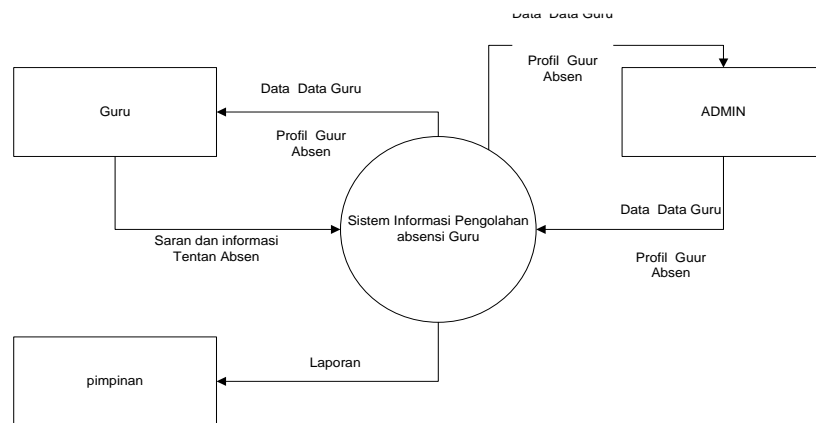 Data Data Guru
Profil Guur
Absen
Guru
Data Data Guru
Profil Guur
Absen
ADMIN
Sistem Informasi Pengolahan
absensi Guru
Saran dan informasi
Tentan Absen
Data Data Guru
Profil Guur
Absen
pimpinan
Laporan